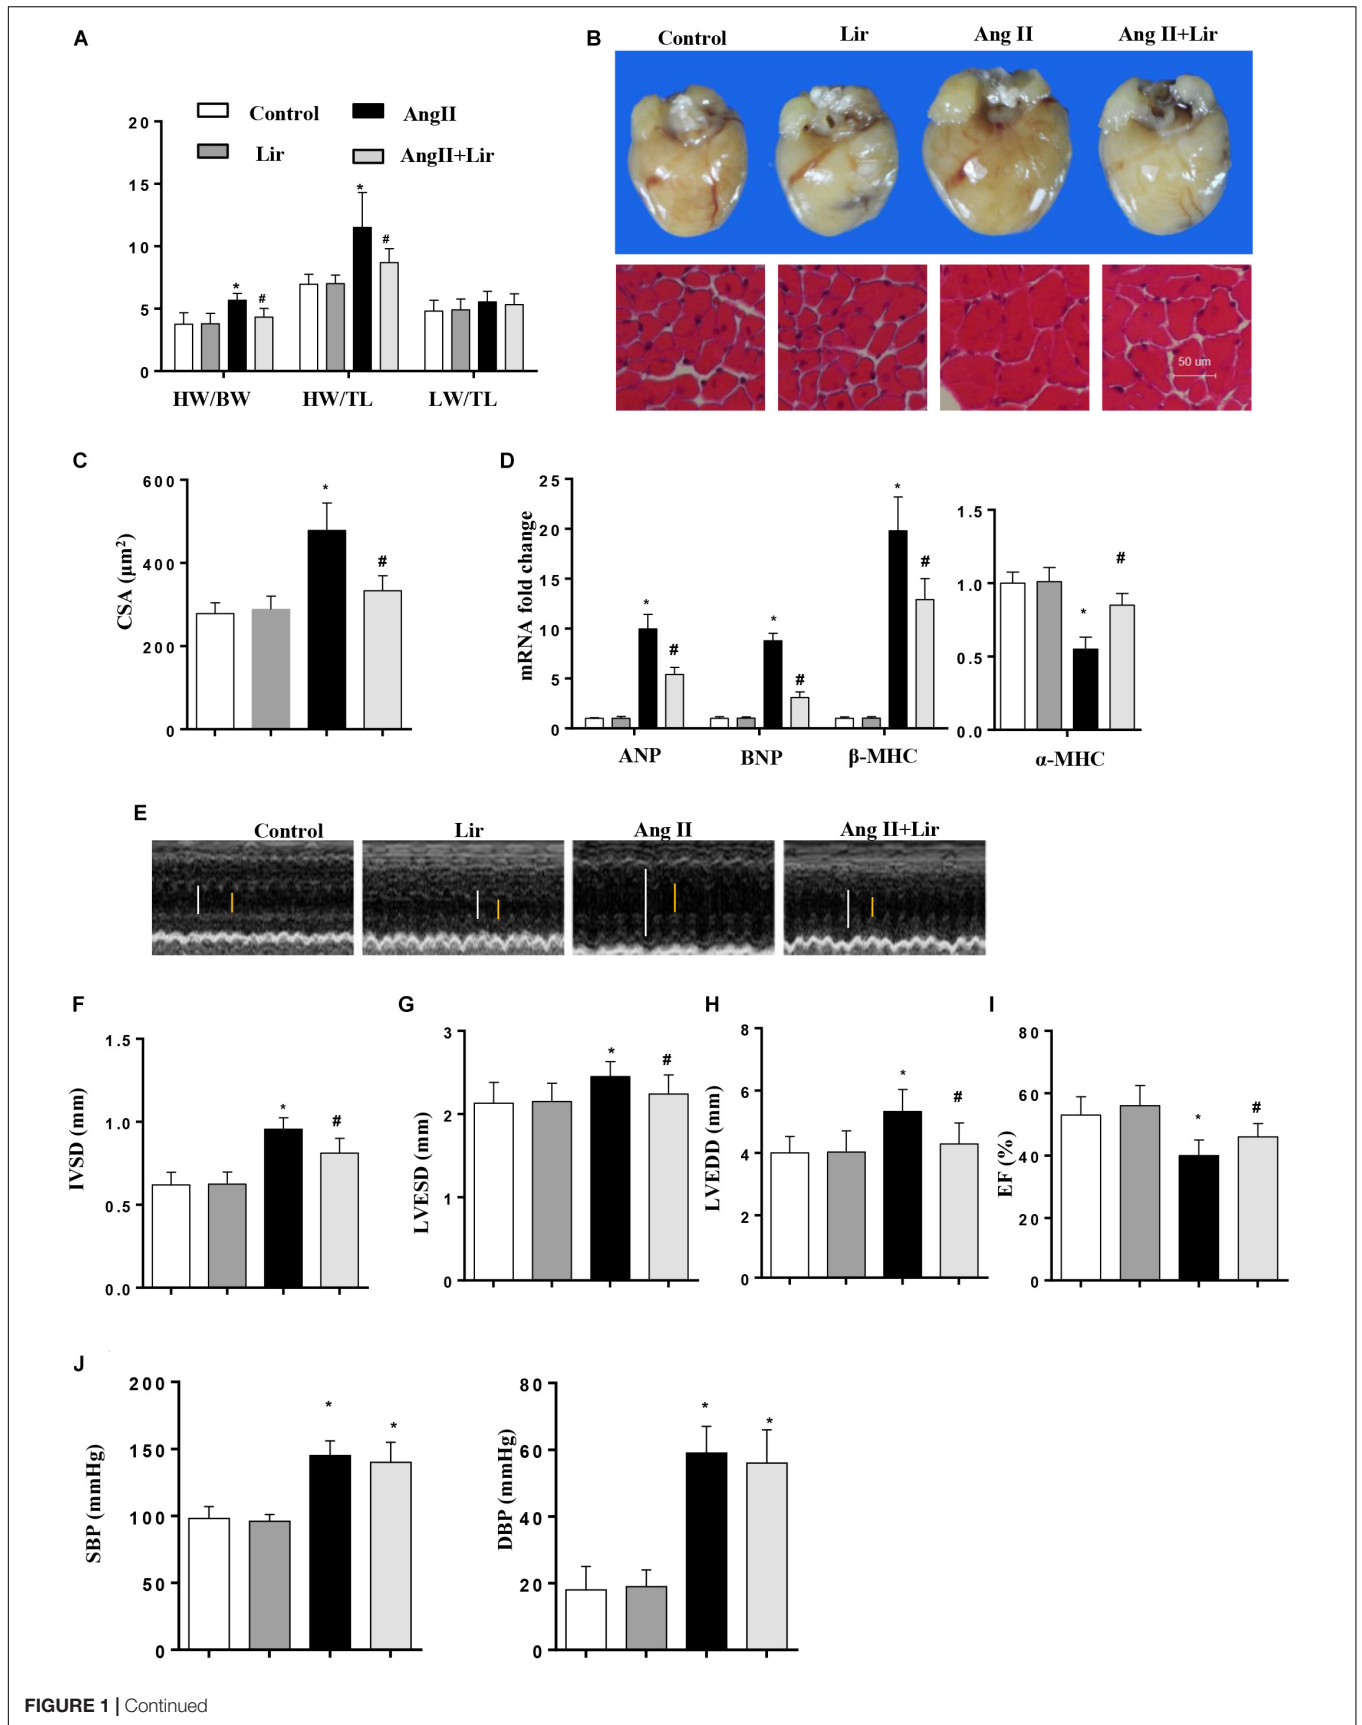 A
Control
AngII
Lir
AngII+Lir
20
15
10
5
0
*
#
*
#
HW/BW
HW/TL
LW/TL
B
Control
Lir
Ang II
Ang II+Lir
50 um
C
CSA (µm²)
600
400
200
0
*
#
D
mRNA fold change
25
20
15
10
5
0
*
#
*
#
*
#
ANP
BNP
β-MHC
1.5
1.0
0.5
0.0
*
#
α-MHC
E
Control
Lir
Ang II
Ang II+Lir
F
IVSD (mm)
1.5
1.0
0.5
0.0
*
#
G
LVESD (mm)
3
2
1
0
*
#
H
LVEDD (mm)
8
6
4
2
0
*
#
I
EF (%)
80
60
40
20
0
*
#
J
SBP (mmHg)
200
150
100
50
0
*
*
DBP (mmHg)
80
60
40
20
0
*
*
FIGURE 1 | Continued